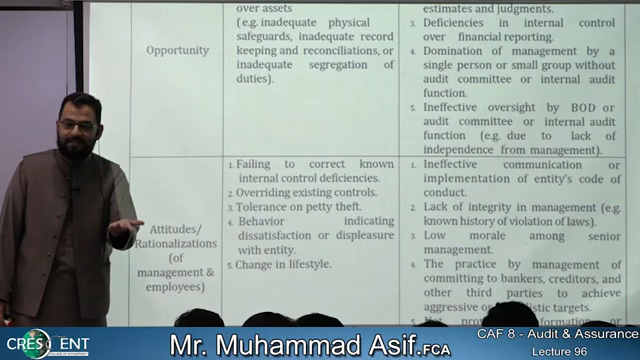 over assets
(e.g. inadequate physical
safeguards, inadequate record
keeping and reconciliations, or
inadequate segregation of
duties).
Opportunity
estimates and judgments.
3. Deficiencies in internal control
over financial reporting.
4. Domination of management by a
single person or small group without
audit committee or internal audit
function.
5. Ineffective oversight by BOD or
audit committee or internal audit
function (e.g. due to lack of
independence from management).
Attitudes/
Rationalizations
(of
management &
employees)
1. Failing to correct known
internal control deficiencies.
2. Overriding existing controls.
3. Tolerance on petty theft.
4. Behavior indicating
dissatisfaction or displeasure
with entity.
5. Change in lifestyle.
1. Ineffective communication or
implementation of entity's code of
conduct.
2. Lack of integrity in management (e.g.
known history of violation of laws).
3. Low morale among senior
management.
4. The practice by management of
committing to bankers, creditors, and
other third parties to achieve
aggressive or
targets.
5.
or
CRESCENT
Mr. Muhammad Asif.FCA
CAF 8 - Audit & Assurance
Lecture 96